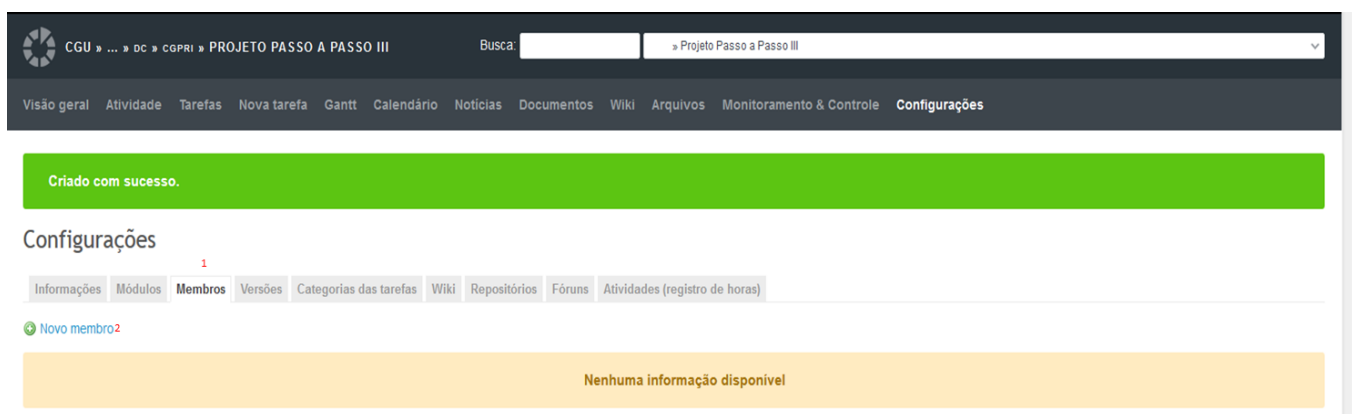 CGU » ... » DC » CGPRI » PROJETO PASSO A PASSO III Busca: » Projeto Passo a Passo III
Visão geral Atividade Tarefas Nova tarefa Gantt Calendário Notícias Documentos Wiki Arquivos Monitoramento & Controle Configurações
Criado com sucesso.
Configurações
1
Informações Módulos Membros Versões Categorias das tarefas Wiki Repositórios Fóruns Atividades (registro de horas)
Novo membro 2
Nenhuma informação disponível